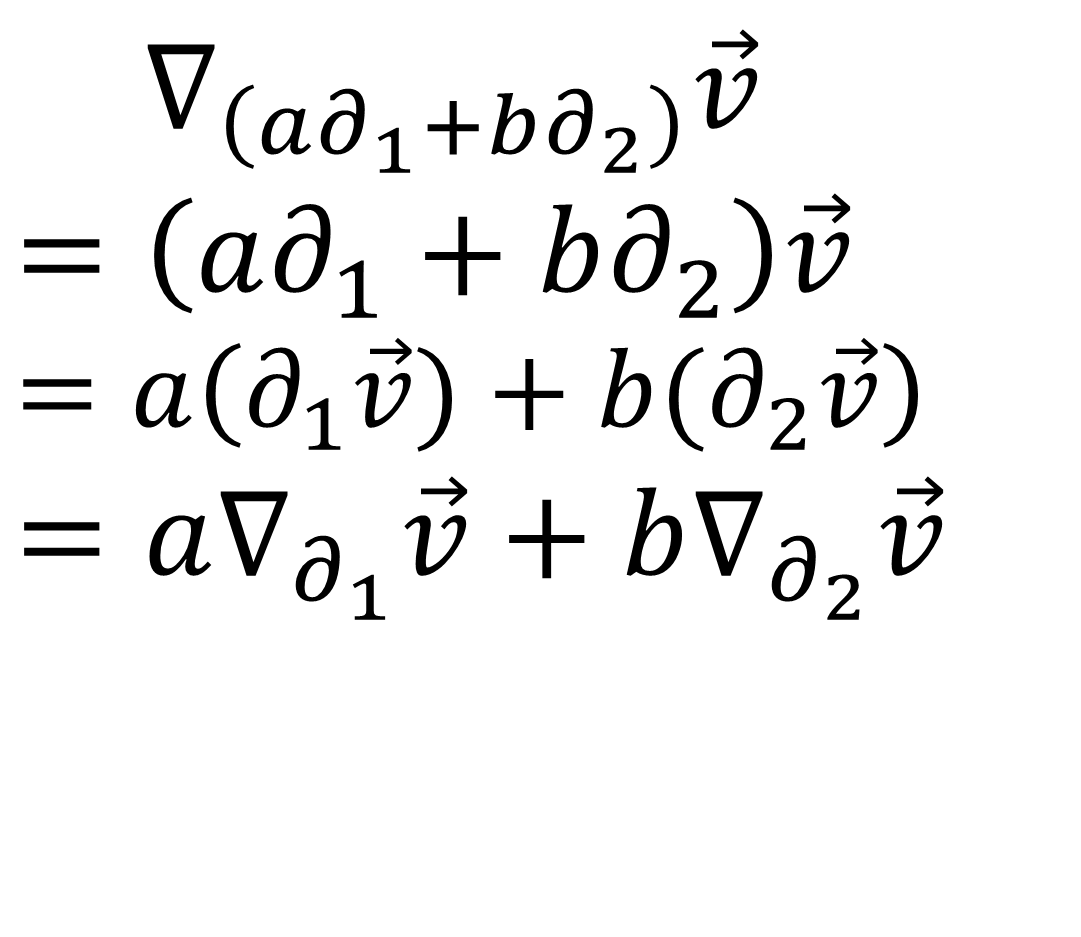 ∇₍ₐ∂₁₊b∂₂₎v⃗
= (a∂₁ + b∂₂)v⃗
= a(∂₁v⃗) + b(∂₂v⃗)
= a∇_∂₁ v⃗ + b∇_∂₂ v⃗